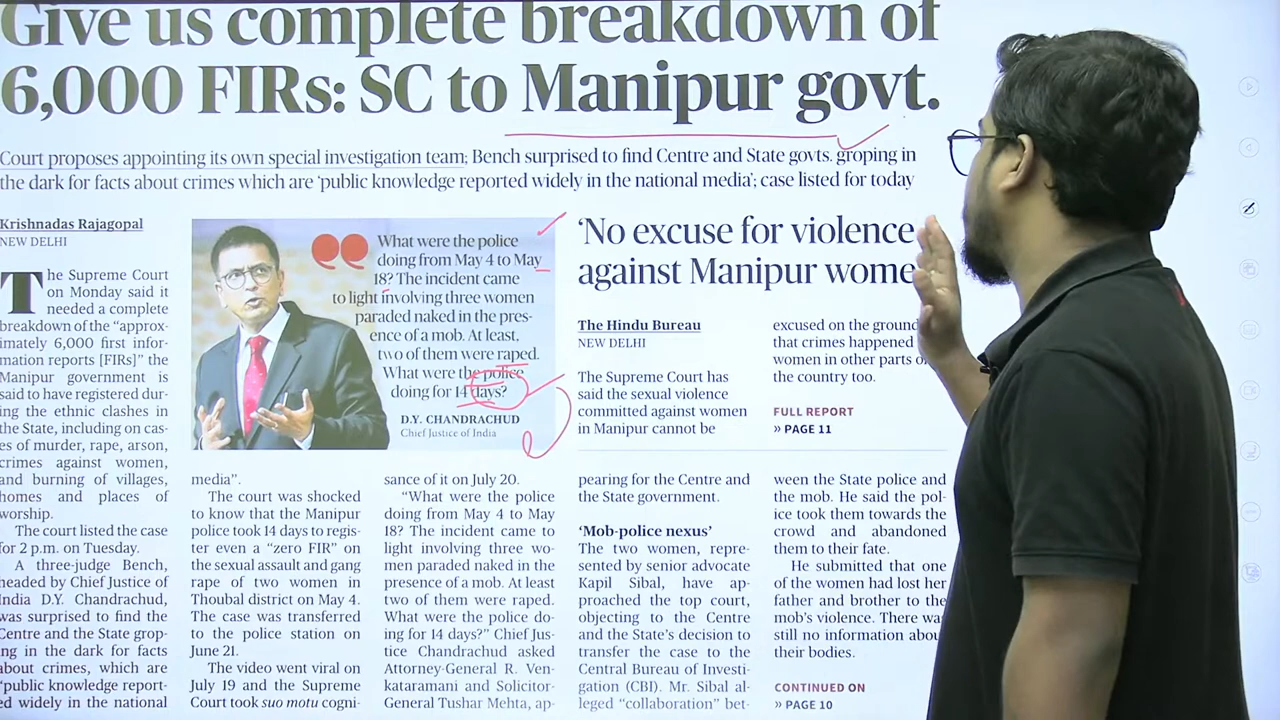 Give us complete breakdown of
6,000 FIRs: SC to Manipur govt.
Court proposes appointing its own special investigation team; Bench surprised to find Centre and State govts. groping in
the dark for facts about crimes which are ‘public knowledge reported widely in the national media’; case listed for today
Krishnadas Rajagopal
NEW DELHI
The Supreme Court
on Monday said it
needed a complete
breakdown of the “approx-
imately 6,000 first infor-
mation reports [FIRs]” the
Manipur government is
said to have registered dur-
ing the ethnic clashes in
the State, including on cas-
es of murder, rape, arson,
crimes against women,
and burning of villages,
homes and places of
worship.
The court listed the case
for 2 p.m. on Tuesday.
A three-judge Bench,
headed by Chief Justice of
India D.Y. Chandrachud,
was surprised to find the
Centre and the State grop-
ing in the dark for facts
about crimes, which are
‘public knowledge report-
ed widely in the national
What were the police
doing from May 4 to May
18? The incident came
to light involving three women
paraded naked in the pres-
ence of a mob. At least,
two of them were raped.
What were the police
doing for 14 days?
D.Y. CHANDRACHUD
Chief Justice of India
media”.
The court was shocked
to know that the Manipur
police took 14 days to regis-
ter even a “zero FIR” on
the sexual assault and gang
rape of two women in
Thoubal district on May 4.
The case was transferred
to the police station on
June 21.
The video went viral on
July 19 and the Supreme
Court took suo motu cogni-
sance of it on July 20.
“What were the police
doing from May 4 to May
18? The incident came to
light involving three wo-
men paraded naked in the
presence of a mob. At least
two of them were raped.
What were the police do-
ing for 14 days?” Chief Jus-
tice Chandrachud asked
Attorney-General R. Ven-
kataramani and Solicitor-
General Tushar Mehta, ap-
‘No excuse for violence
against Manipur wome
The Hindu Bureau
NEW DELHI
The Supreme Court has
said the sexual violence
committed against women
in Manipur cannot be
excused on the ground
that crimes happened
women in other parts o
the country too.
FULL REPORT
» PAGE 11
pearing for the Centre and
the State government.
‘Mob-police nexus’
The two women, repre-
sented by senior advocate
Kapil Sibal, have ap-
proached the top court,
objecting to the Centre
and the State’s decision to
transfer the case to the
Central Bureau of Investi-
gation (CBI). Mr. Sibal al-
leged “collaboration” bet-
ween the State police and
the mob. He said the pol-
ice took them towards the
crowd and abandoned
them to their fate.
He submitted that one
of the women had lost her
father and brother to the
mob’s violence. There was
still no information about
their bodies.
CONTINUED ON
» PAGE 10